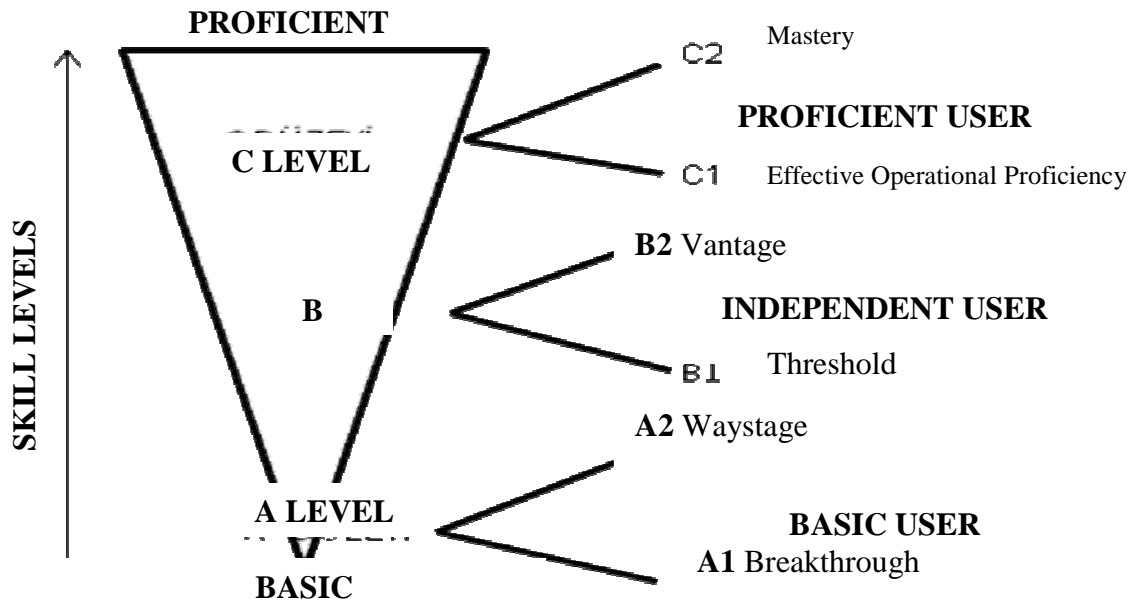 PROFICIENT
C2 Mastery
PROFICIENT USER
C LEVEL
C1 Effective Operational Proficiency
SKILL LEVELS
B2 Vantage
B
INDEPENDENT USER
B1 Threshold
A2 Waystage
A LEVEL
BASIC USER
A1 Breakthrough
BASIC